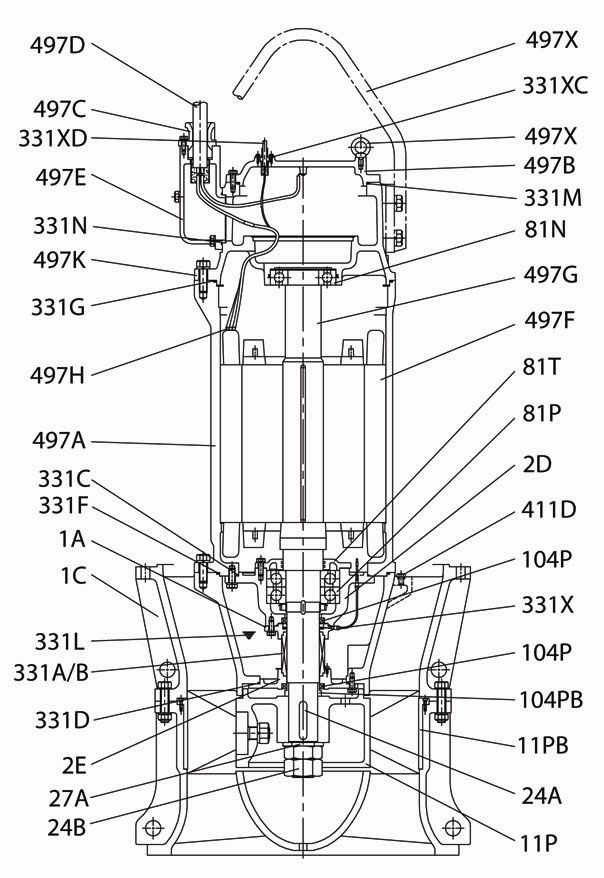 497D
497C
331XD
497E
331N
497K
331G
497H
497A
331C
331F
1A
1C
331L
331A/B
331D
2E
27A
24B
497X
331XC
497X
497B
331M
81N
497G
497F
81T
81P
2D
411D
104P
331X
104P
104PB
11PB
24A
11P